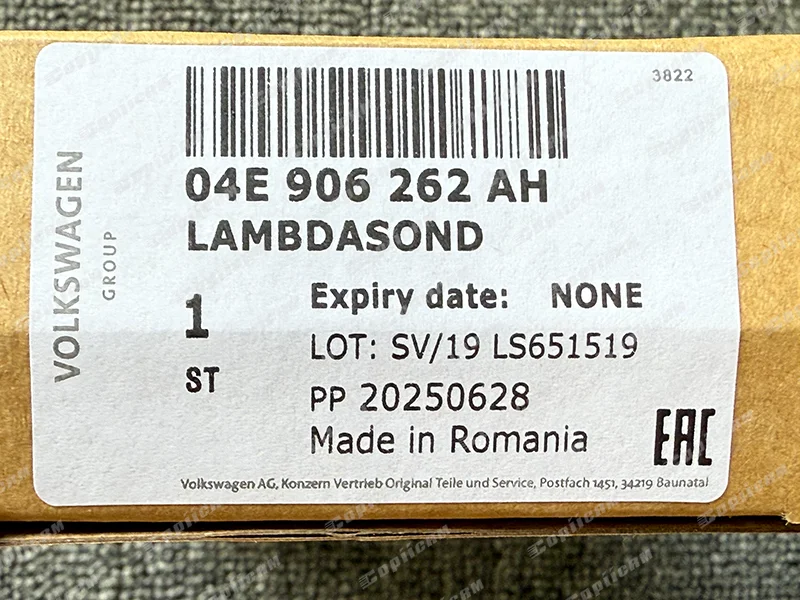 3822
04E 906 262 AH
LAMBDASOND
VOLKSWAGEN
GROUP
1
ST
Expiry date: NONE
LOT: SV/19 LS651519
PP 20250628
Made in Romania
EAC
Volkswagen AG, Konzern Vertrieb Original Teile und Service, Postfach 1451, 34219 Baunatal
CopiiCAM